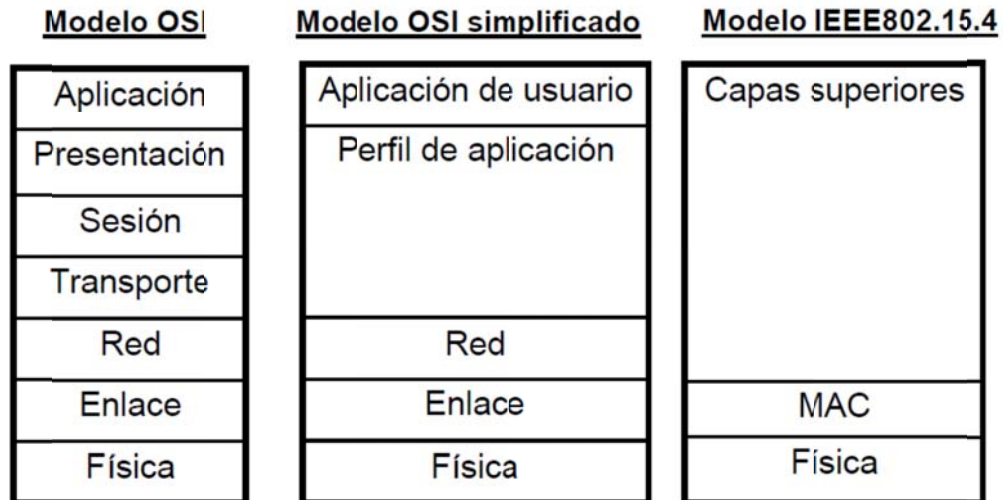 Modelo OSI
Aplicación
Presentación
Sesión
Transporte
Red
Enlace
Física
Modelo OSI simplificado
Aplicación de usuario
Perfil de aplicación
Red
Enlace
Física
Modelo IEEE802.15.4
Capas superiores
MAC
Física